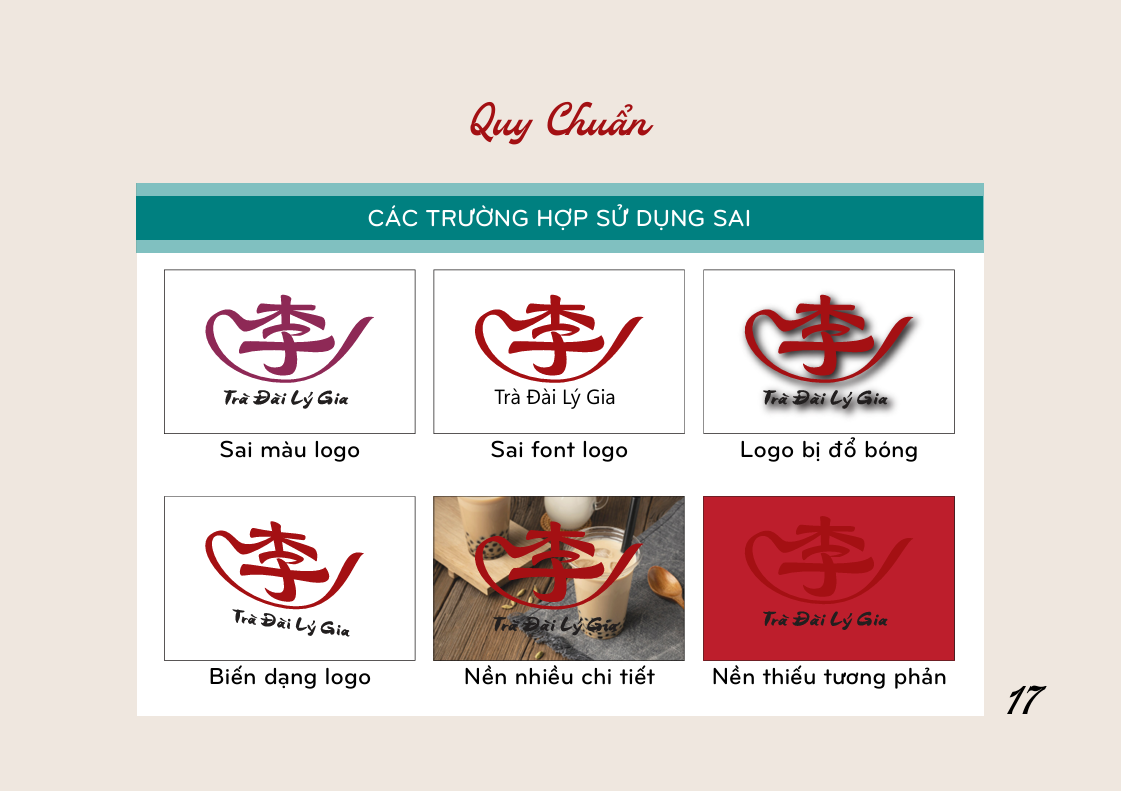 Quy Chuẩn
CÁC TRƯỜNG HỢP SỬ DỤNG SAI
李
Trà Đài Lý Gia
Sai màu logo
李
Trà Đài Lý Gia
Sai font logo
李
Trà Đài Lý Gia
Logo bị đổ bóng
李
Trà Đài Lý Gia
Biến dạng logo
李
Trà Đài Lý Gia
Nền nhiều chi tiết
李
Trà Đài Lý Gia
Nền thiếu tương phản
17